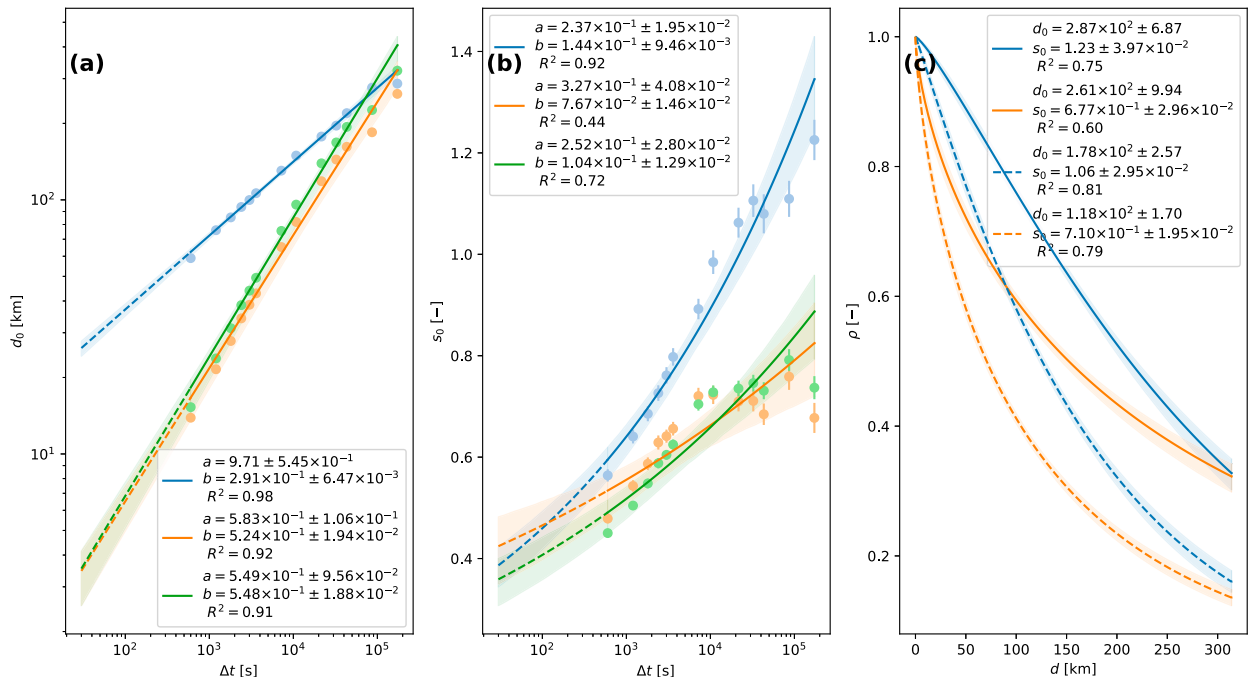 (a)
d₀ [km]
10²
10¹
a = 9.71 ± 5.45×10⁻¹
b = 2.91×10⁻¹ ± 6.47×10⁻³
R² = 0.98
a = 5.83×10⁻¹ ± 1.06×10⁻¹
b = 5.24×10⁻¹ ± 1.94×10⁻²
R² = 0.92
a = 5.49×10⁻¹ ± 9.56×10⁻²
b = 5.48×10⁻¹ ± 1.88×10⁻²
R² = 0.91
10² 10³ 10⁴ 10⁵
Δt [s]
(b)
s₀ [−]
1.4
1.2
1.0
0.8
0.6
0.4
a = 2.37×10⁻¹ ± 1.95×10⁻²
b = 1.44×10⁻¹ ± 9.46×10⁻³
R² = 0.92
a = 3.27×10⁻¹ ± 4.08×10⁻²
b = 7.67×10⁻² ± 1.46×10⁻²
R² = 0.44
a = 2.52×10⁻¹ ± 2.80×10⁻²
b = 1.04×10⁻¹ ± 1.29×10⁻²
R² = 0.72
10² 10³ 10⁴ 10⁵
Δt [s]
(c)
ρ [−]
1.0
0.8
0.6
0.4
0.2
d₀ = 2.87×10² ± 6.87
s₀ = 1.23 ± 3.97×10⁻²
R² = 0.75
d₀ = 2.61×10² ± 9.94
s₀ = 6.77×10⁻¹ ± 2.96×10⁻²
R² = 0.60
d₀ = 1.78×10² ± 2.57
s₀ = 1.06 ± 2.95×10⁻²
R² = 0.81
d₀ = 1.18×10² ± 1.70
s₀ = 7.10×10⁻¹ ± 1.95×10⁻²
R² = 0.79
0 50 100 150 200 250 300
d [km]